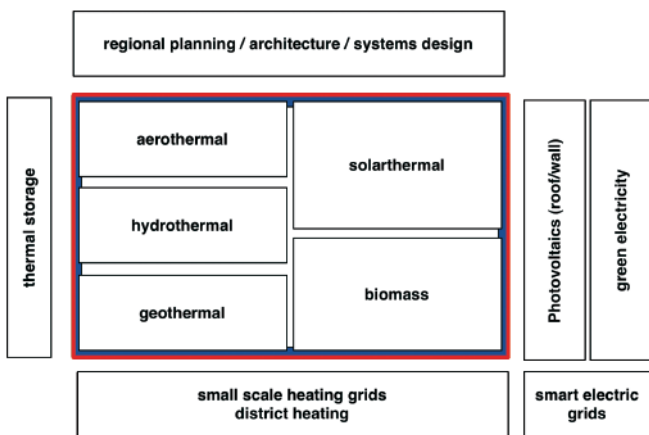 regional planning / architecture / systems design
thermal storage
aerothermal
hydrothermal
geothermal
solarthermal
biomass
Photovoltaics (roof/wall)
green electricity
small scale heating grids
district heating
smart electric
grids